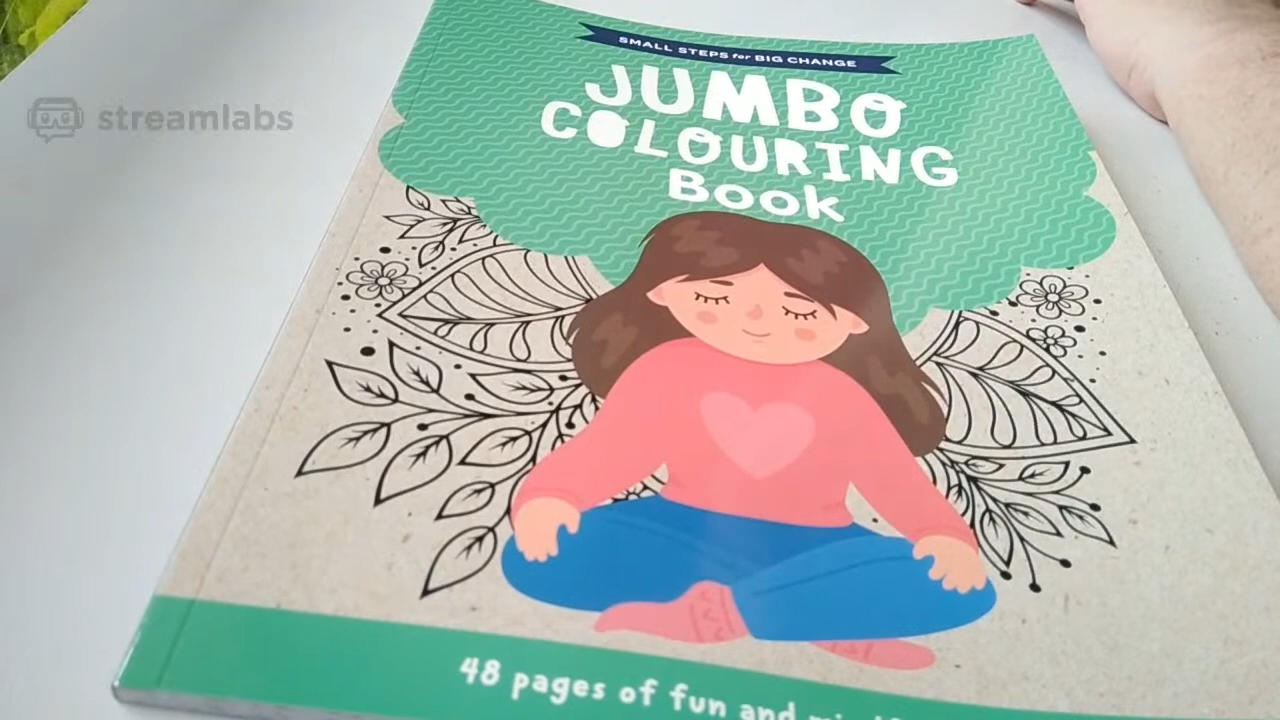 streamlabs
SMALL STEPS for BIG CHANGE
JUMBO
COLOURING
Book
48 pages of fun and